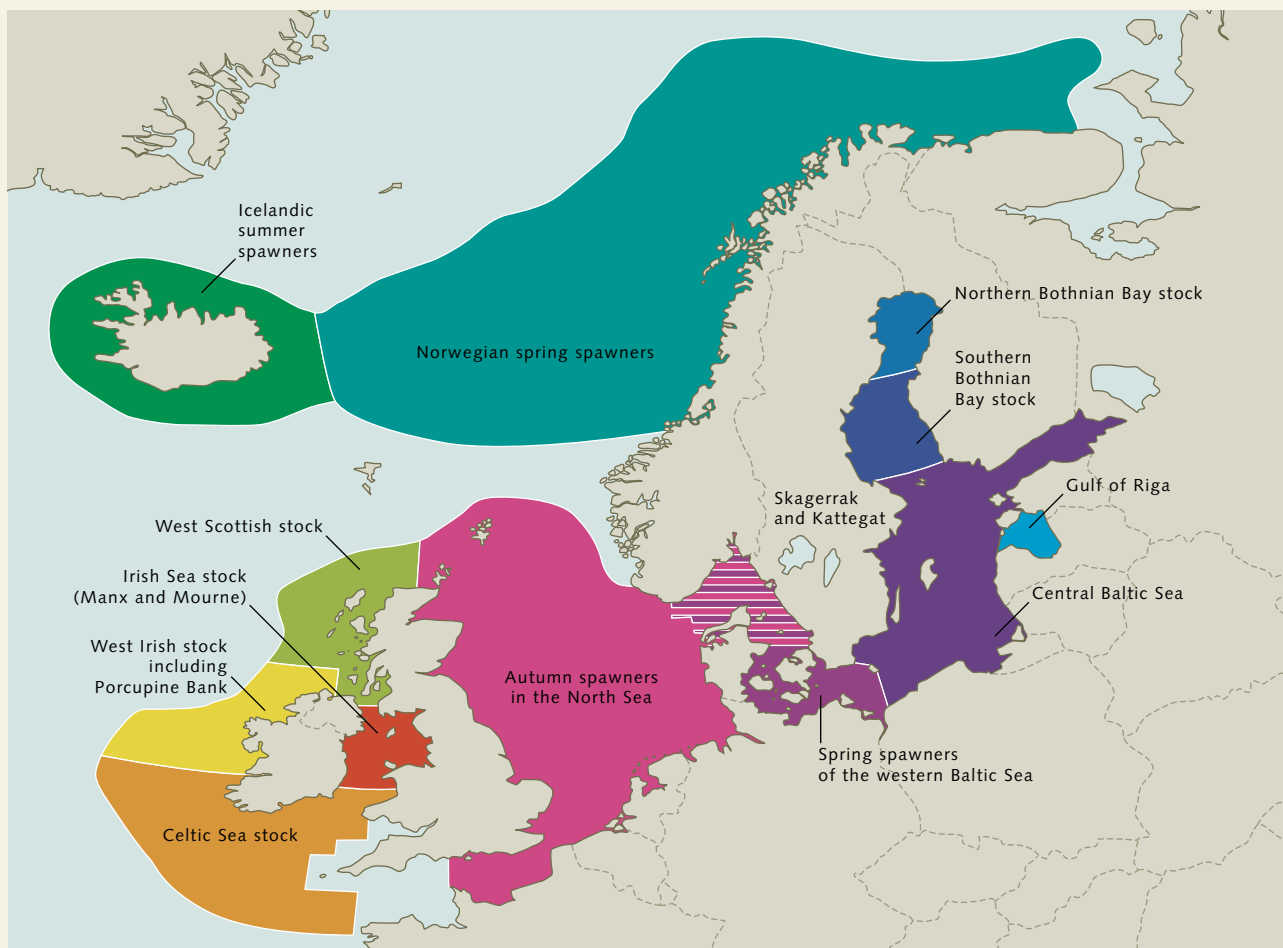 Icelandic
summer
spawners
Norwegian spring spawners
Northern Bothnian Bay stock
Southern
Bothnian
Bay stock
Skagerrak
and Kattegat
Gulf of Riga
West Scottish stock
Irish Sea stock
(Manx and Mourne)
Central Baltic Sea
West Irish stock
including
Porcupine Bank
Autumn spawners
in the North Sea
Spring spawners
of the western Baltic Sea
Celtic Sea stock